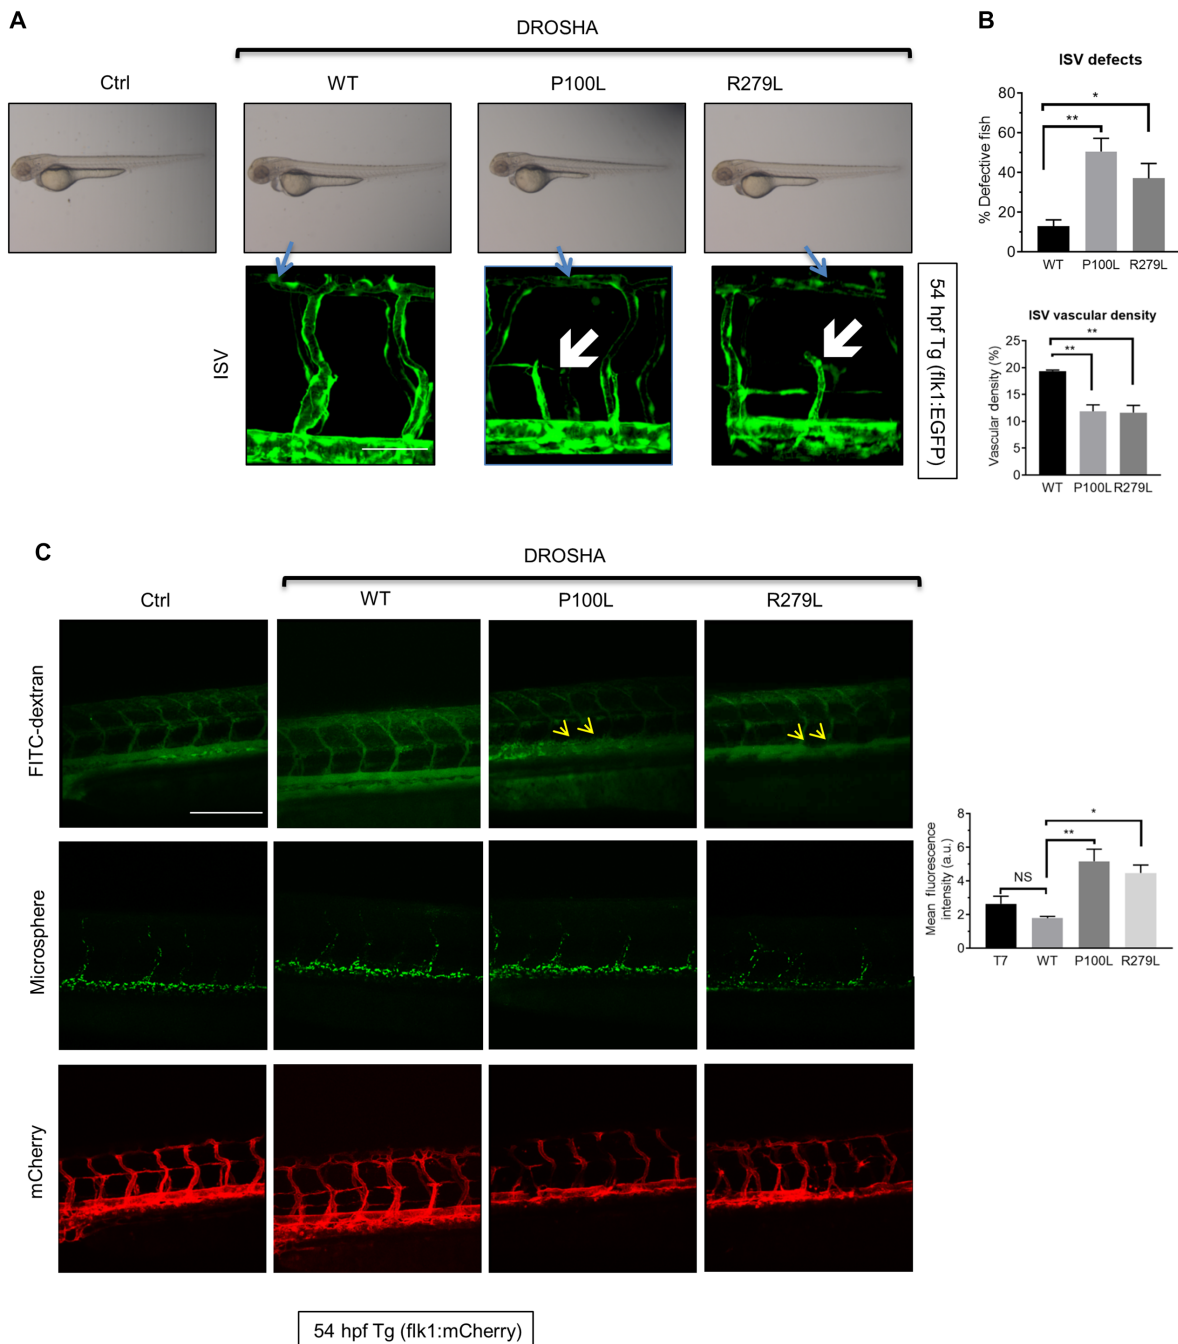 A
DROSHA
Ctrl
WT
P100L
R279L
ISV
54 hpf Tg (flk1:EGFP)
B
ISV defects
% Defective fish
80
60
40
20
0
**
*
WT
P100L
R279L
ISV vascular density
Vascular density (%)
25
20
15
10
5
0
**
**
WT
P100L
R279L
C
DROSHA
Ctrl
WT
P100L
R279L
FITC-dextran
Microsphere
mCherry
Mean fluorescence
intensity (a.u.)
8
6
4
2
0
NS
**
*
T7
WT
P100L
R279L
54 hpf Tg (flk1:mCherry)